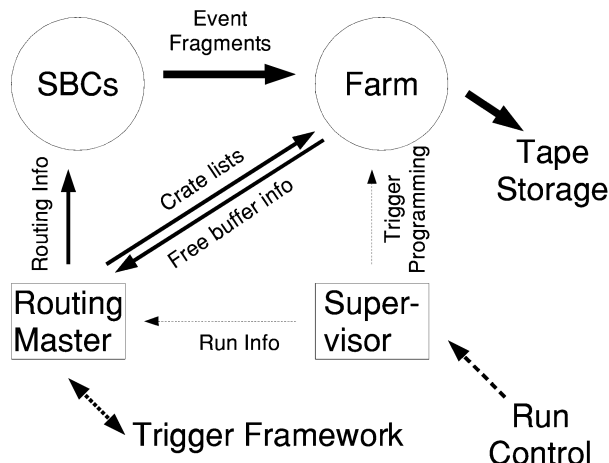 Event
Fragments
SBCs
Farm
Tape
Storage
Routing Info
Crate lists
Free buffer info
Trigger
Programming
Routing
Master
Run Info
Super-
visor
Trigger Framework
Run
Control